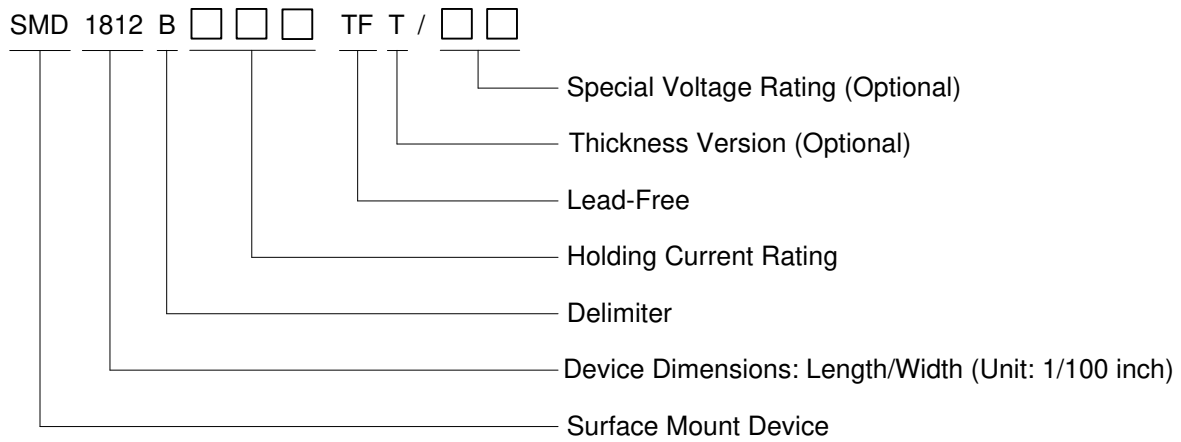 SMD 1812 B □ □ □ TF T / □ □
Special Voltage Rating (Optional)
Thickness Version (Optional)
Lead-Free
Holding Current Rating
Delimiter
Device Dimensions: Length/Width (Unit: 1/100 inch)
Surface Mount Device